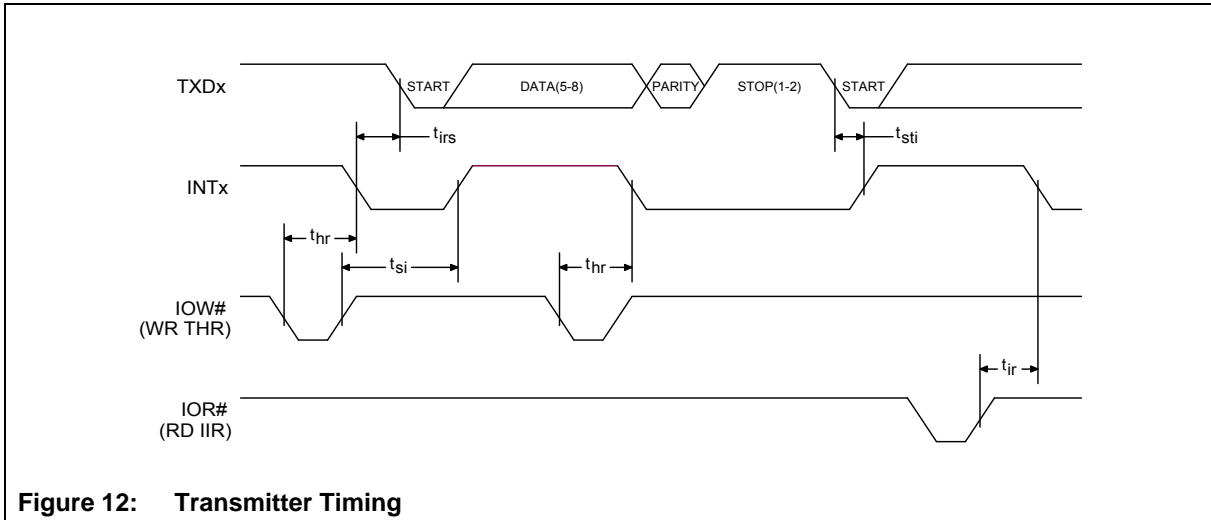 TXDx
START
DATA(5-8)
PARITY
STOP(1-2)
START
tirs
tsti
INTx
thr
tsi
thr
IOW#
(WR THR)
tir
IOR#
(RD IIR)
Figure 12: Transmitter Timing